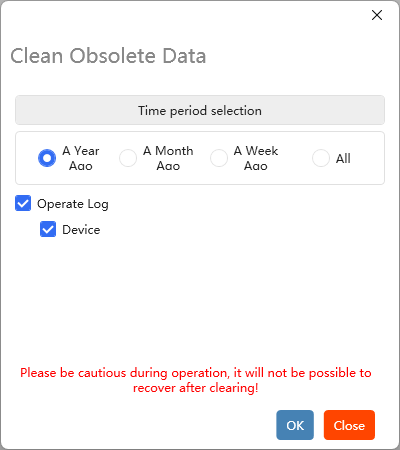 Clean Obsolete Data
Time period selection
A Year
Ago
A Month
Ago
A Week
Ago
All
Operate Log
Device
Please be cautious during operation, it will not be possible to
recover after clearing!
OK
Close